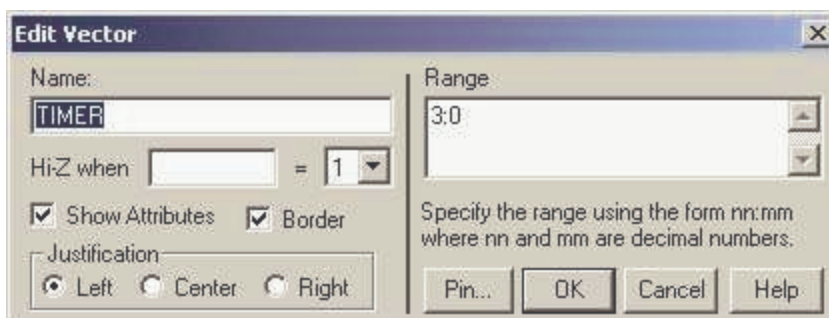 Edit Vector
Name:
TIMER
Hi-Z when = 1
Show Attributes Border
Justification
Left Center Right
Range
3:0
Specify the range using the form nn:mm
where nn and mm are decimal numbers.
Pin... OK Cancel Help